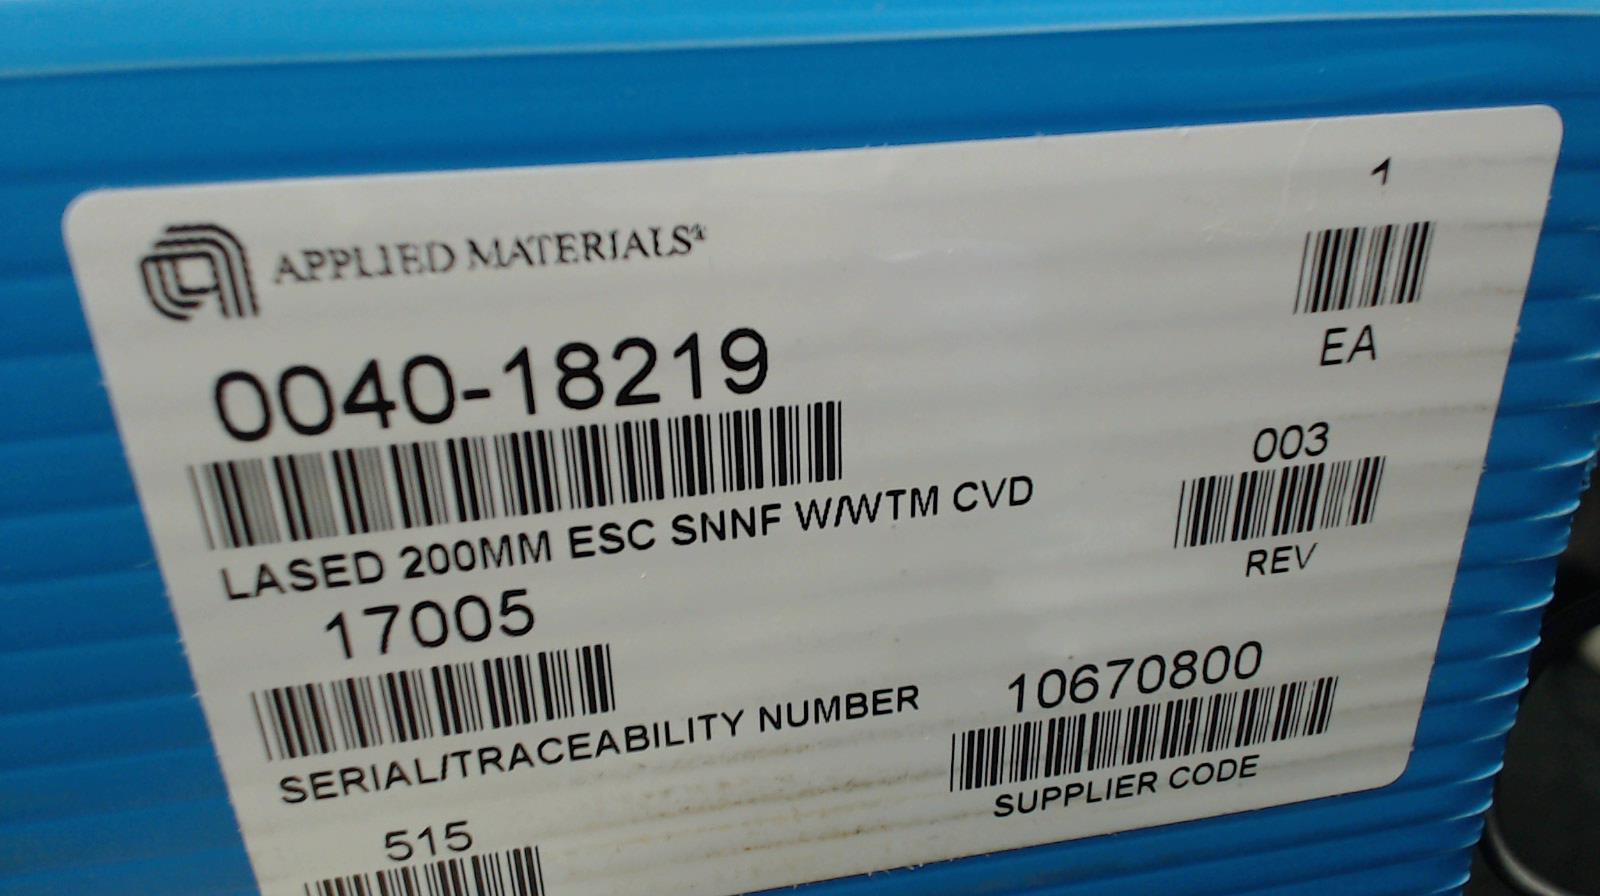 APPLIED MATERIALS®
1
EA
0040-18219
LASED 200MM ESC SNNF W/WTM CVD
003
REV
17005
SERIAL/TRACEABILITY NUMBER
10670800
SUPPLIER CODE
515